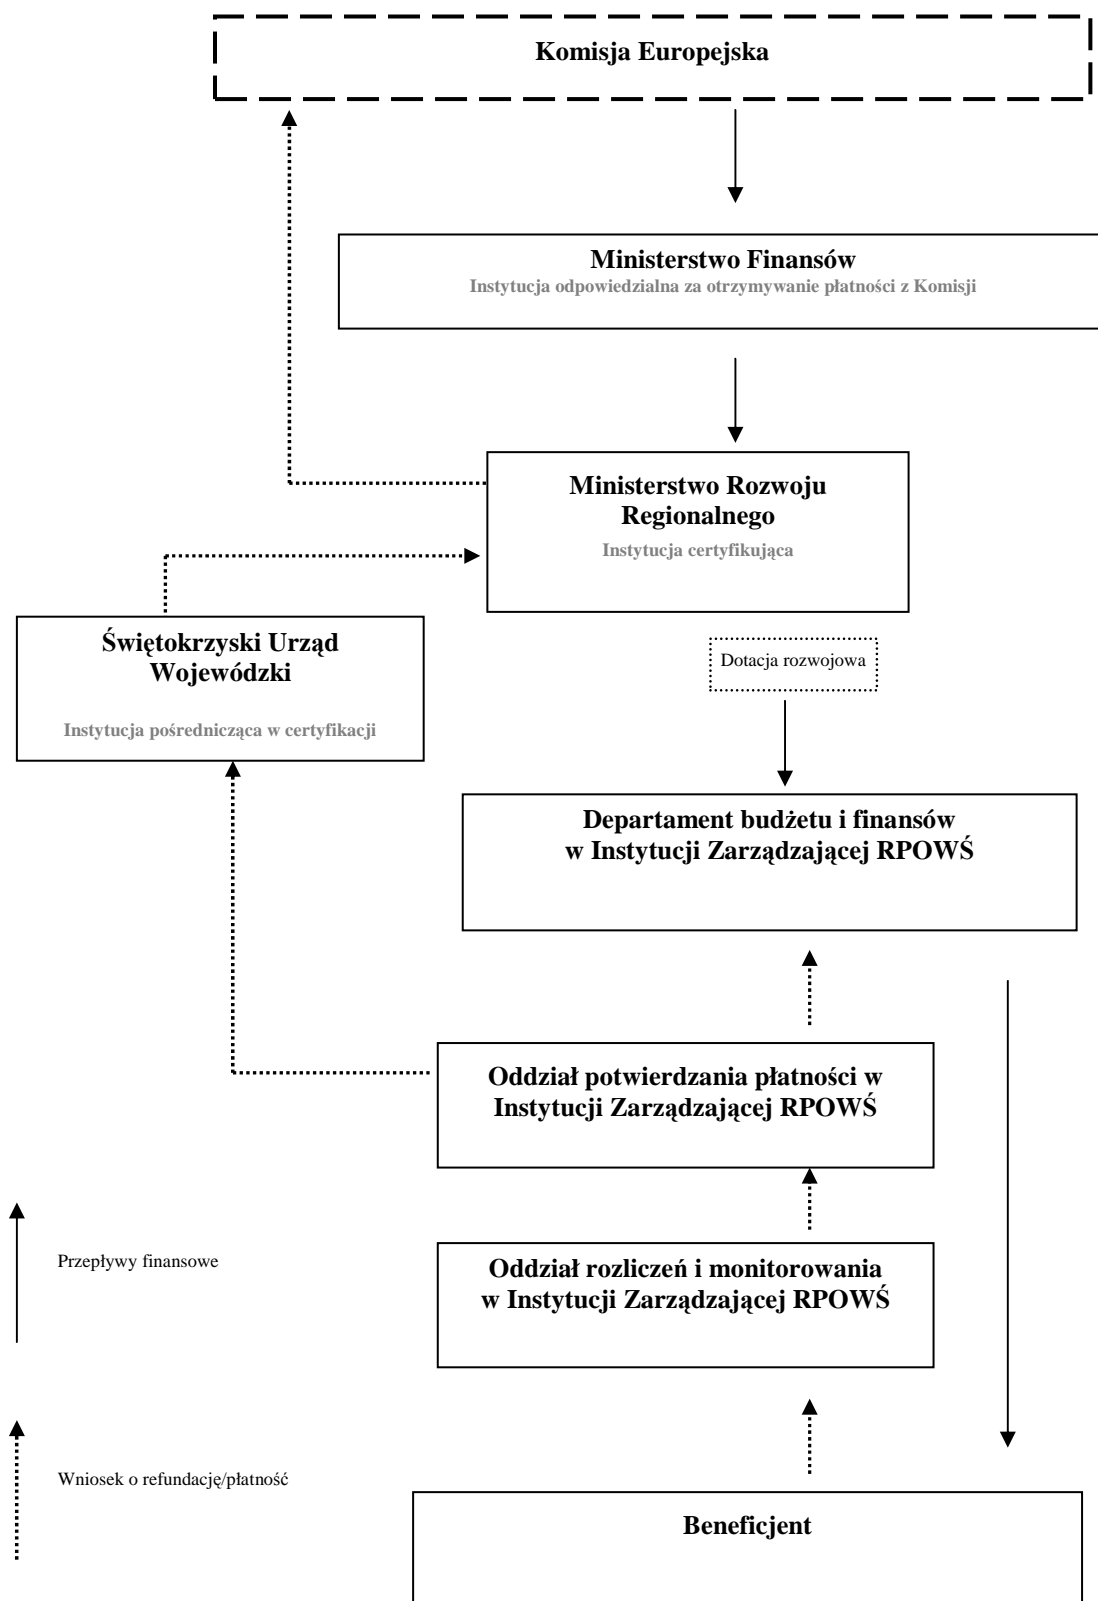 Komisja Europejska
Ministerstwo Finansów
Instytucja odpowiedzialna za otrzymywanie płatności z Komisji
Ministerstwo Rozwoju
Regionalnego
Instytucja certyfikująca
Świętokrzyski Urząd
Wojewódzki
Instytucja pośrednicząca w certyfikacji
Dotacja rozwojowa
Departament budżetu i finansów
w Instytucji Zarządzającej RPOWŚ
Oddział potwierdzania płatności w
Instytucji Zarządzającej RPOWŚ
Przepływy finansowe
Oddział rozliczeń i monitorowania
w Instytucji Zarządzającej RPOWŚ
Wniosek o refundację/płatność
Beneficjent